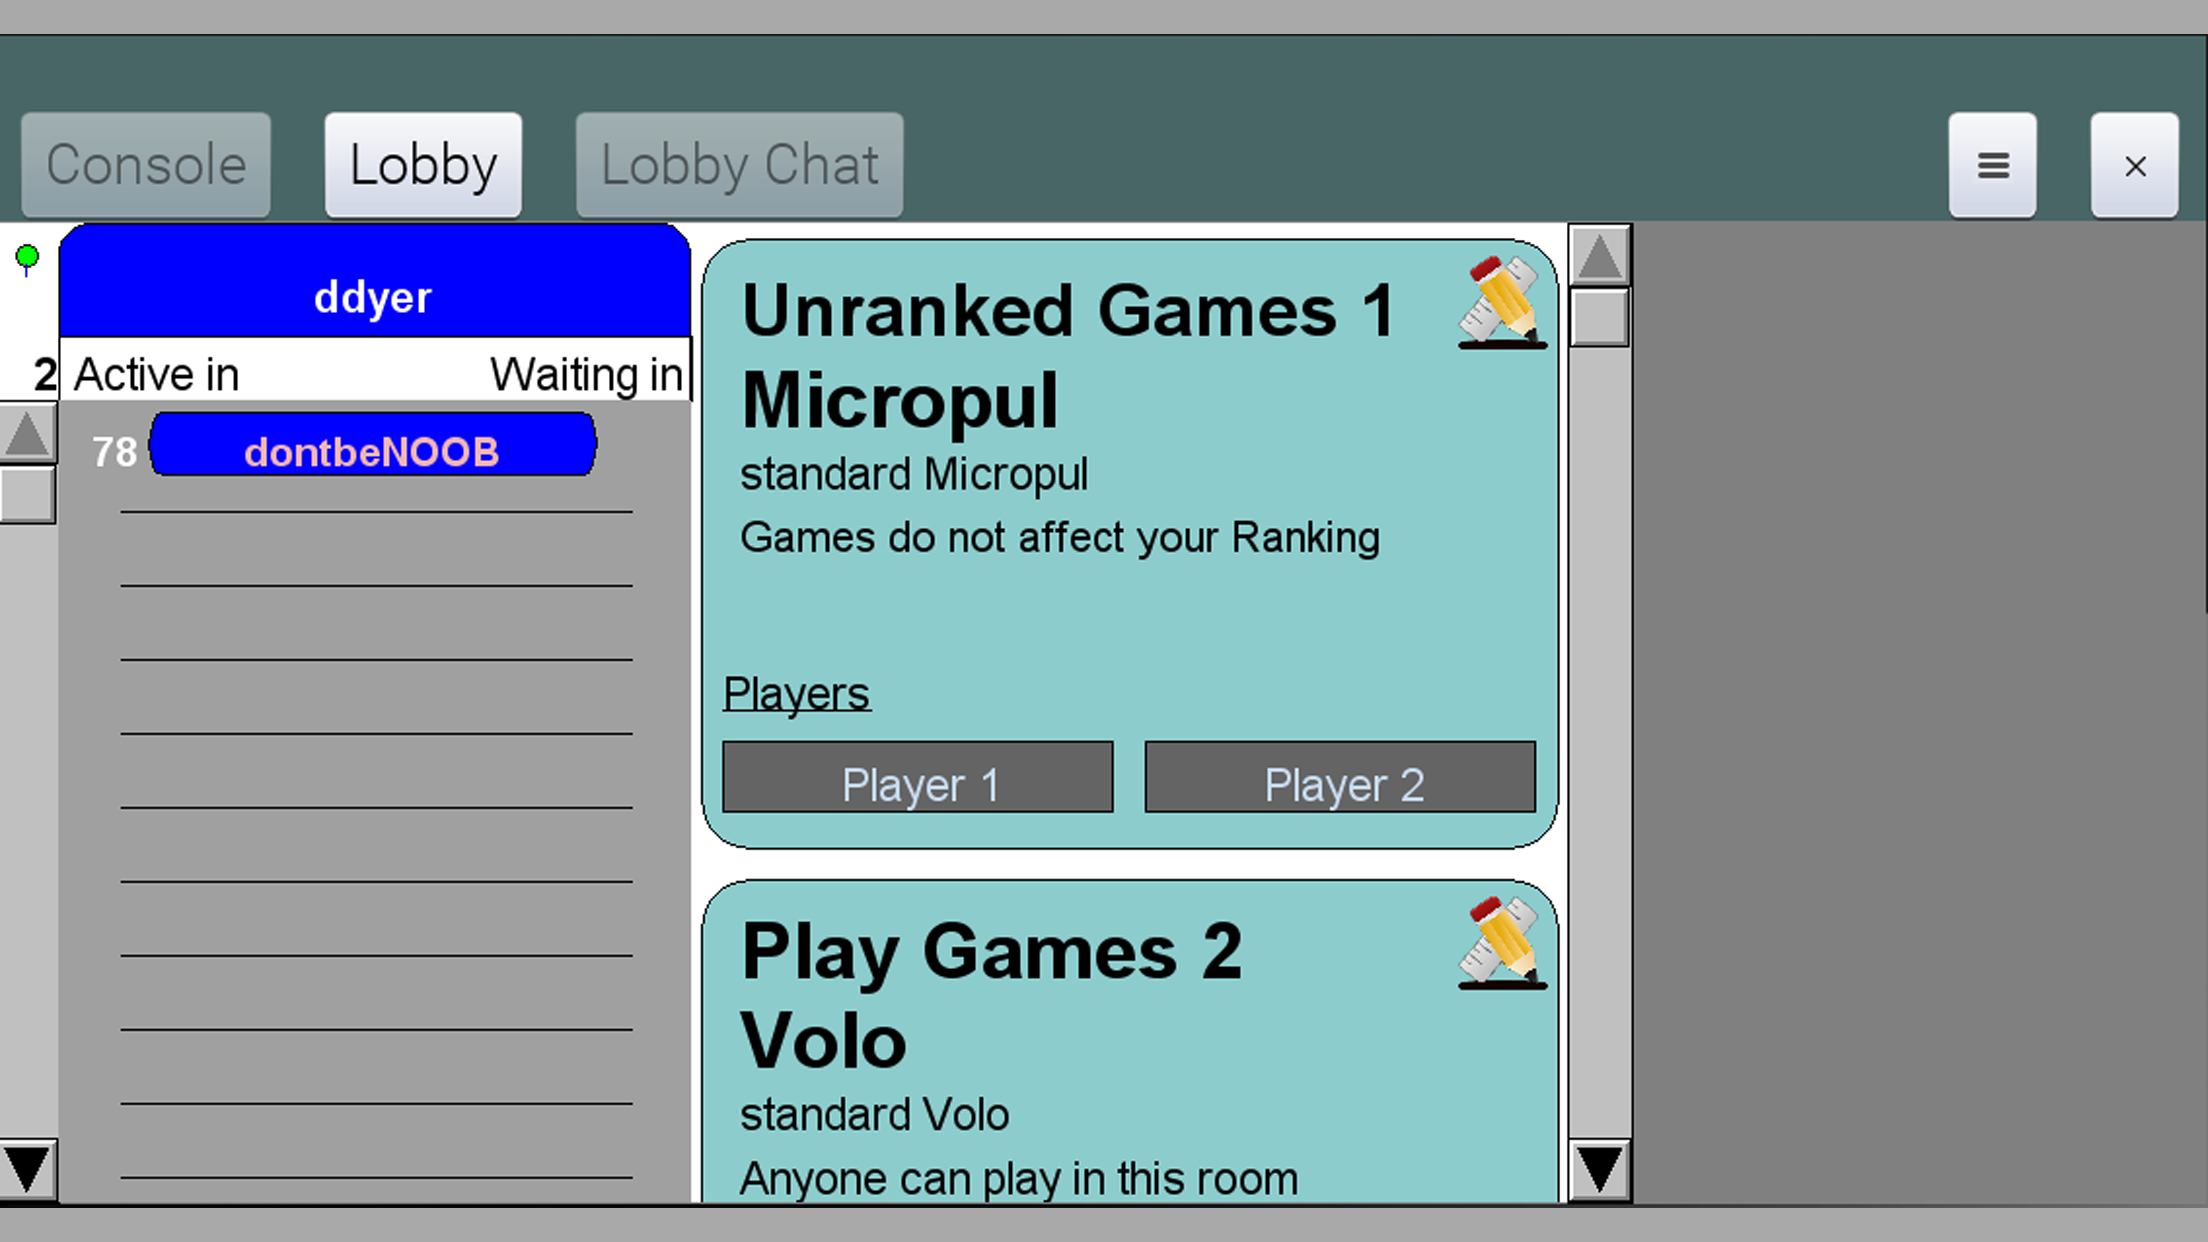 Console
Lobby
Lobby Chat
ddyer
2
Active in
Waiting in
78
dontbeNOOB
Unranked Games 1
Micropul
standard Micropul
Games do not affect your Ranking
Players
Player 1
Player 2
Play Games 2
Volo
standard Volo
Anyone can play in this room